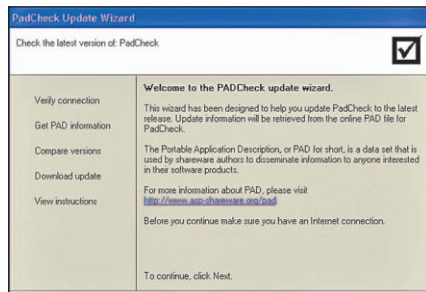 PadCheck Update Wizard
Check the latest version of: PadCheck
Verify connection
Get PAD information
Compare versions
Download update
View instructions
Welcome to the PADCheck update wizard.
This wizard has been designed to help you update PadCheck to the latest
release. Update information will be retrieved from the online PAD file for
PadCheck.
The Portable Application Description, or PAD for short, is a data set that is
used by shareware authors to disseminate information to anyone interested
in their software products.
For more information about PAD, please visit
http://www.asp-shareware.org/pad.
Before you continue make sure you have an Internet connection.
To continue, click Next.